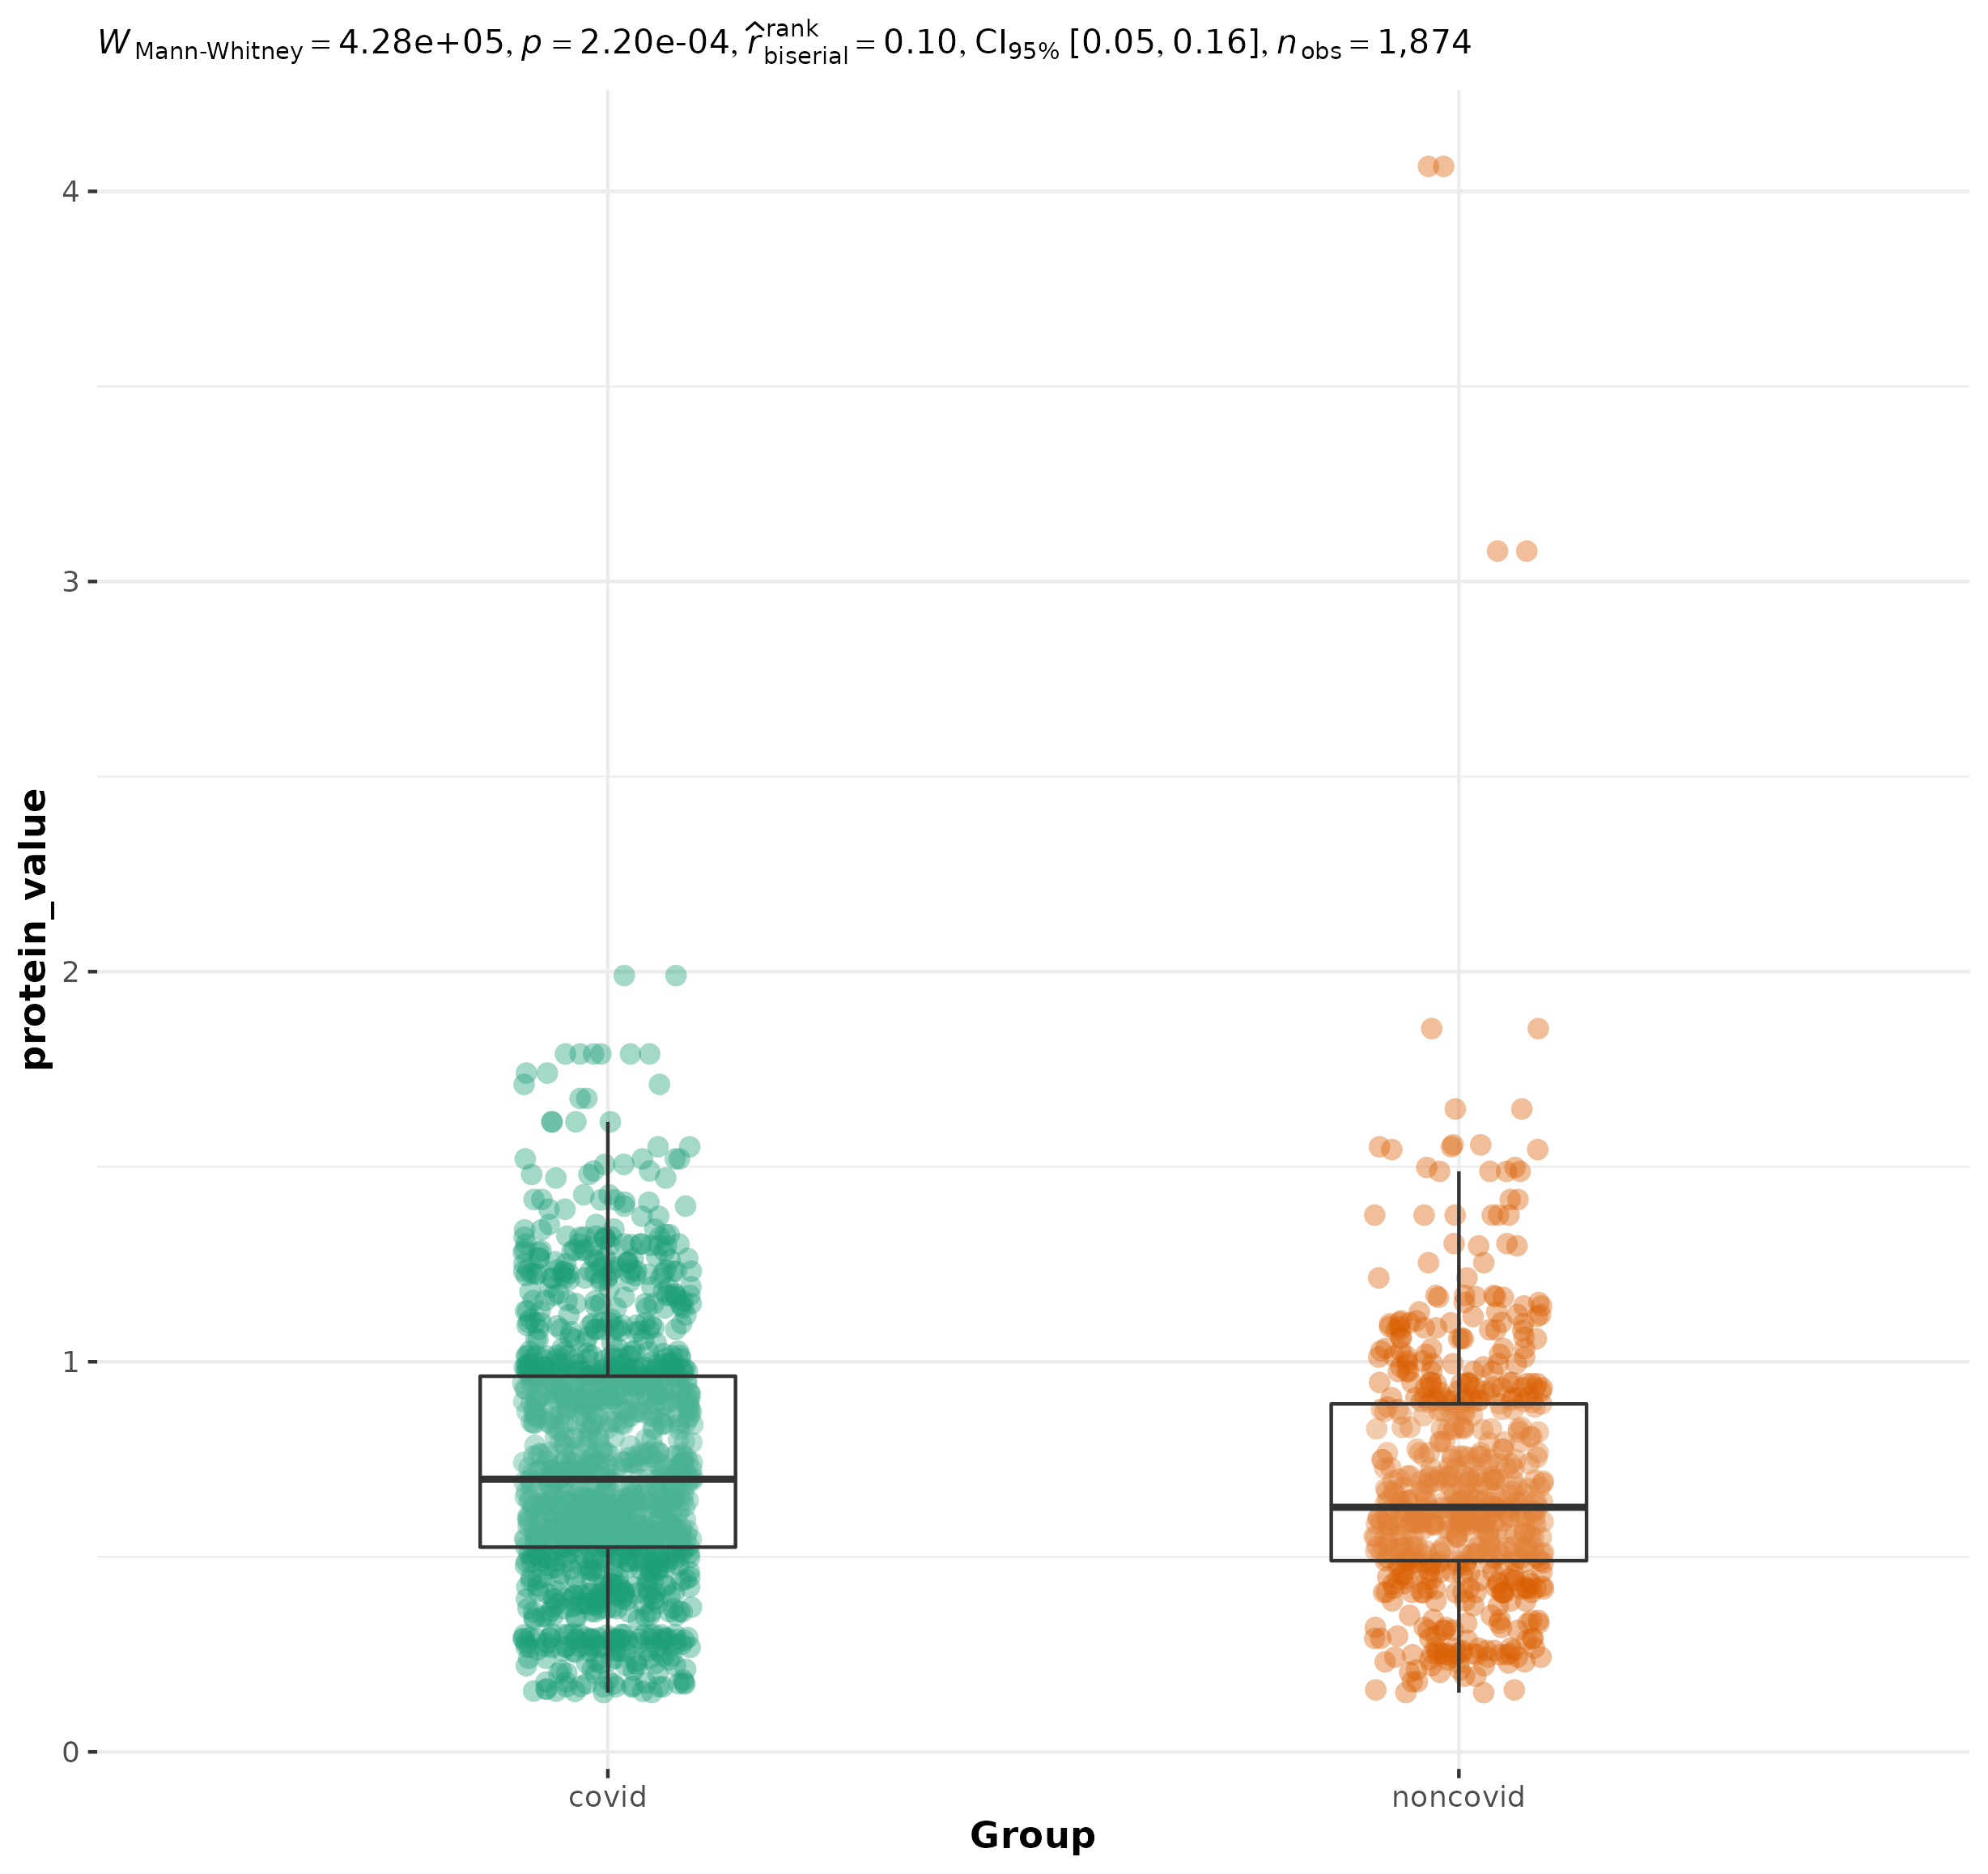 W Mann-Whitney = 4.28e+05, p = 2.20e-04, r̂ rank biserial = 0.10, CI95% [0.05, 0.16], n obs = 1,874
4
3
2
1
0
protein_value
covid noncovid
Group